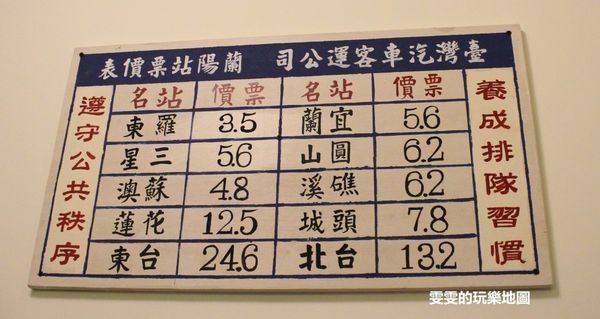 臺灣汽車客運公司 蘭陽站票價表
養成排隊習慣
站名 票價 站名 票價
羅東 3.5 宜蘭 5.6
三星 5.6 圓山 6.2
蘇澳 4.8 礁溪 6.2
花蓮 12.5 頭城 7.8
台東 24.6 台北 13.2
遵守公共秩序
雯雯的玩樂地圖